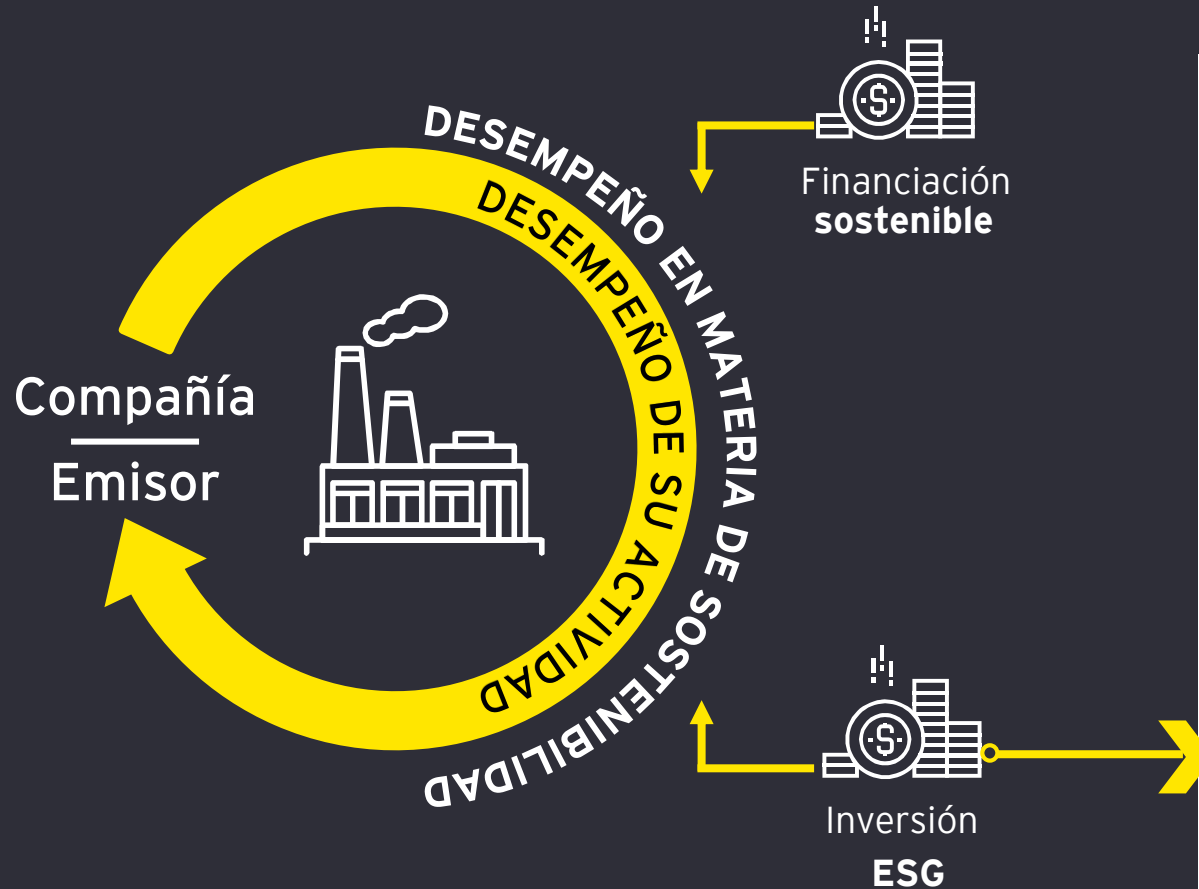 Financiación
sostenible
DESEMPEÑO EN MATERIA DE SOSTENIBILIDAD
DESEMPEÑO DE SU ACTIVIDAD
Compañía
Emisor
Inversión
ESG